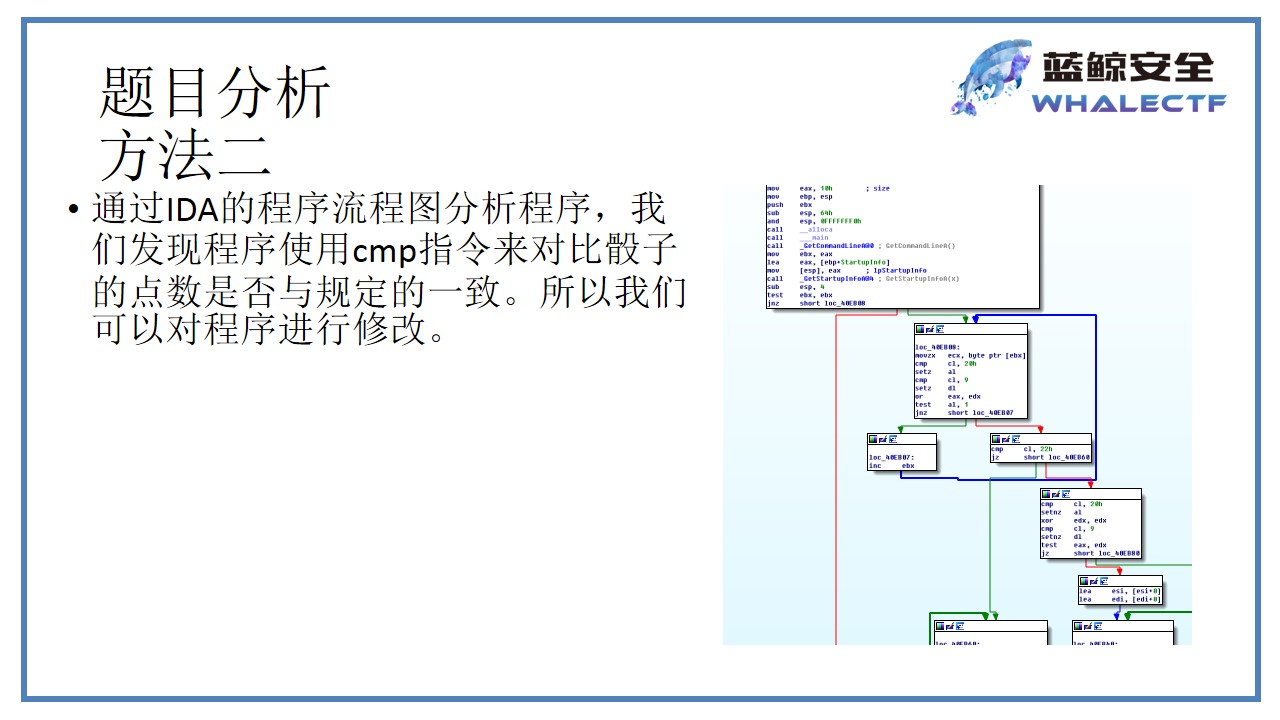 题目分析
方法二
蓝鲸安全
WHALECTF
• 通过IDA的程序流程图分析程序，我
们发现程序使用cmp指令来对比骰子
的点数是否与规定的一致。所以我们
可以对程序进行修改。
mov eax, 10h ; size
mov ebp, esp
push ebx
sub esp, 64h
and esp, 0FFFFFFF0h
call __alloca
call ___main
call _GetCommandLineA@0 ; GetCommandLineA()
mov ebx, eax
lea eax, [ebp+StartupInfo]
mov [esp], eax ; lpStartupInfo
call _GetStartupInfoA@4 ; GetStartupInfoA(x)
sub esp, 4
test ebx, ebx
jnz short loc_40EB08
loc_40EB08:
movzx ecx, byte ptr [ebx]
cmp cl, 20h
setz al
cmp cl, 9
setz dl
or eax, edx
test al, 1
jnz short loc_40EB07
loc_40EB07:
inc ebx
cmp cl, 22h
jz short loc_40EB60
cmp cl, 20h
setnz al
xor edx, edx
cmp cl, 9
setnz dl
test eax, edx
jz short loc_40EB80
lea esi, [esi+0]
lea edi, [edi+0]
loc_40EB60:
loc_40EB40: